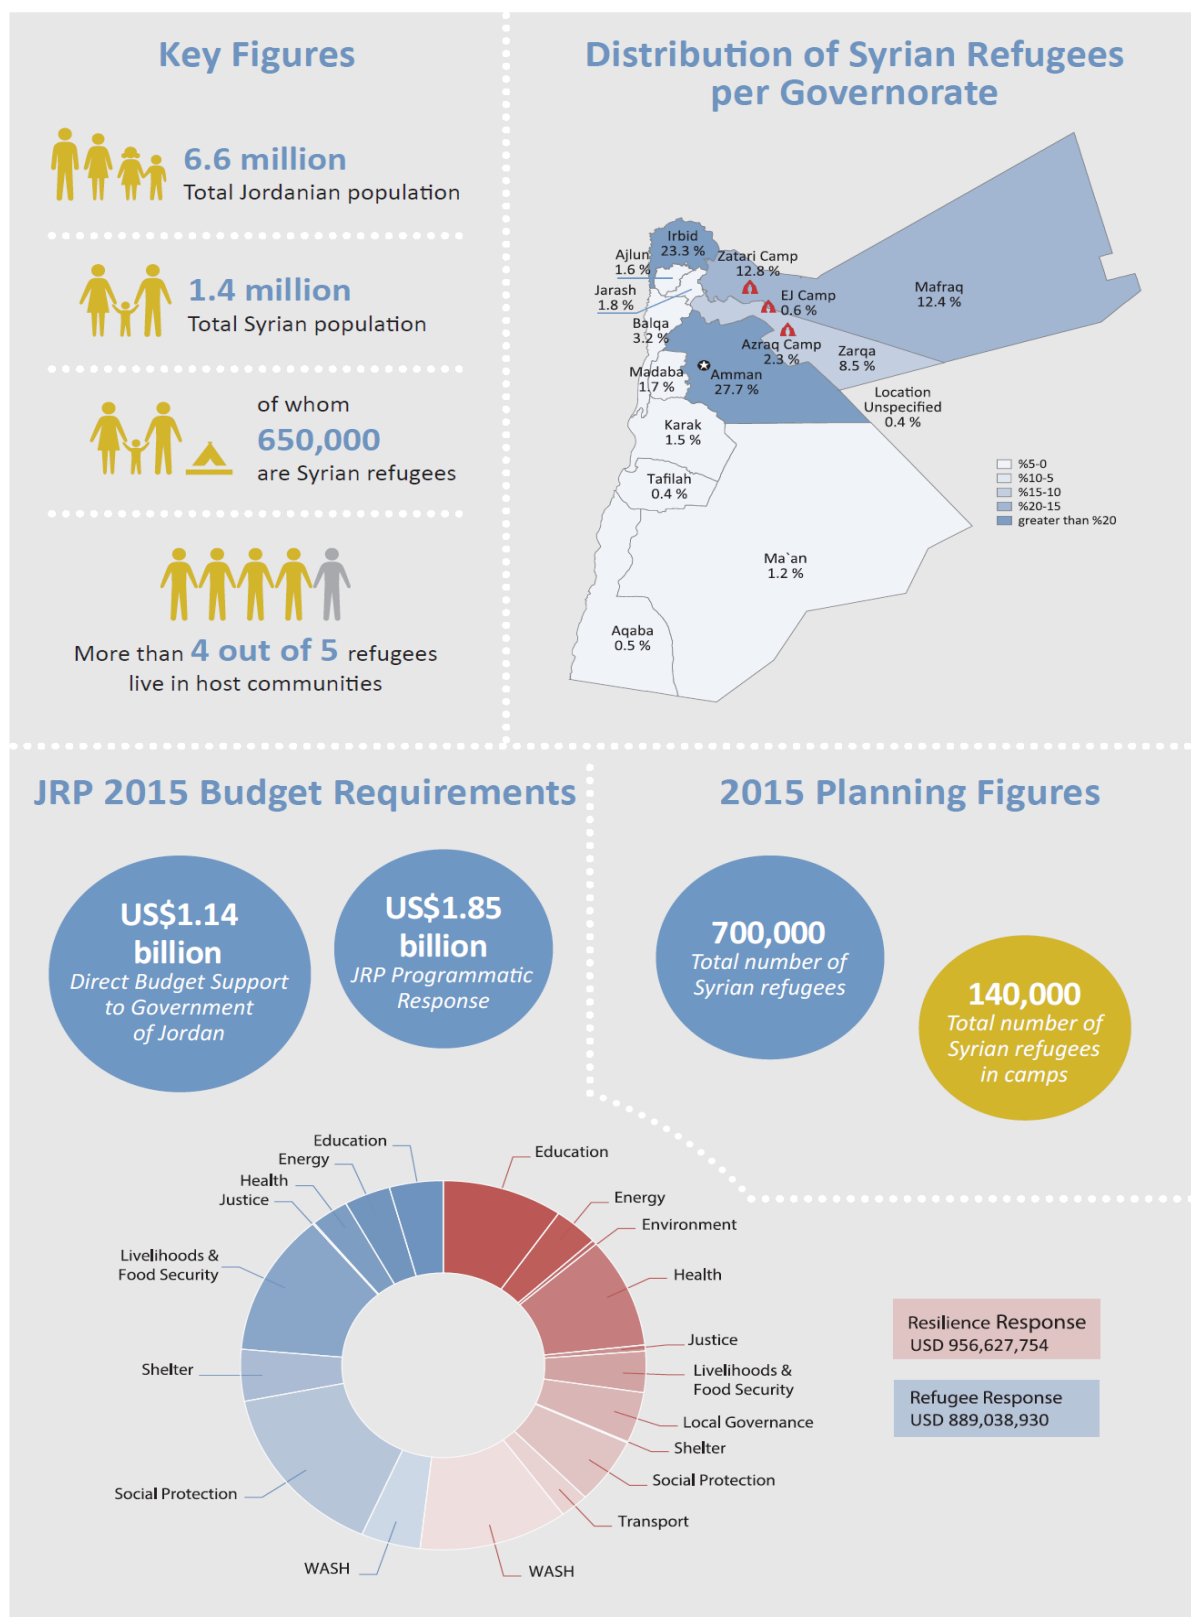 Key Figures
6.6 million
Total Jordanian population
1.4 million
Total Syrian population
of whom
650,000
are Syrian refugees
More than 4 out of 5 refugees
live in host communities
Distribution of Syrian Refugees
per Governorate
Irbid
23.3 %
Ajlun
1.6 %
Jarash
1.8 %
Balqa
3.2 %
Madaba
1.7 %
Zatari Camp
12.8 %
EJ Camp
0.6 %
Mafraq
12.4 %
Azraq Camp
2.3 %
Zarqa
8.5 %
Amman
27.7 %
Location
Unspecified
0.4 %
Karak
1.5 %
Tafilah
0.4 %
Ma`an
1.2 %
Aqaba
0.5 %
%5-0
%10-5
%15-10
%20-15
greater than %20
JRP 2015 Budget Requirements
US$1.14
billion
Direct Budget Support
to Government
of Jordan
US$1.85
billion
JRP Programmatic
Response
2015 Planning Figures
700,000
Total number of
Syrian refugees
140,000
Total number of
Syrian refugees
in camps
Education
Energy
Health
Justice
Livelihoods &
Food Security
Shelter
Social Protection
WASH
Education
Energy
Environment
Health
Justice
Livelihoods &
Food Security
Local Governance
Shelter
Social Protection
Transport
WASH
Resilience Response
USD 956,627,754
Refugee Response
USD 889,038,930